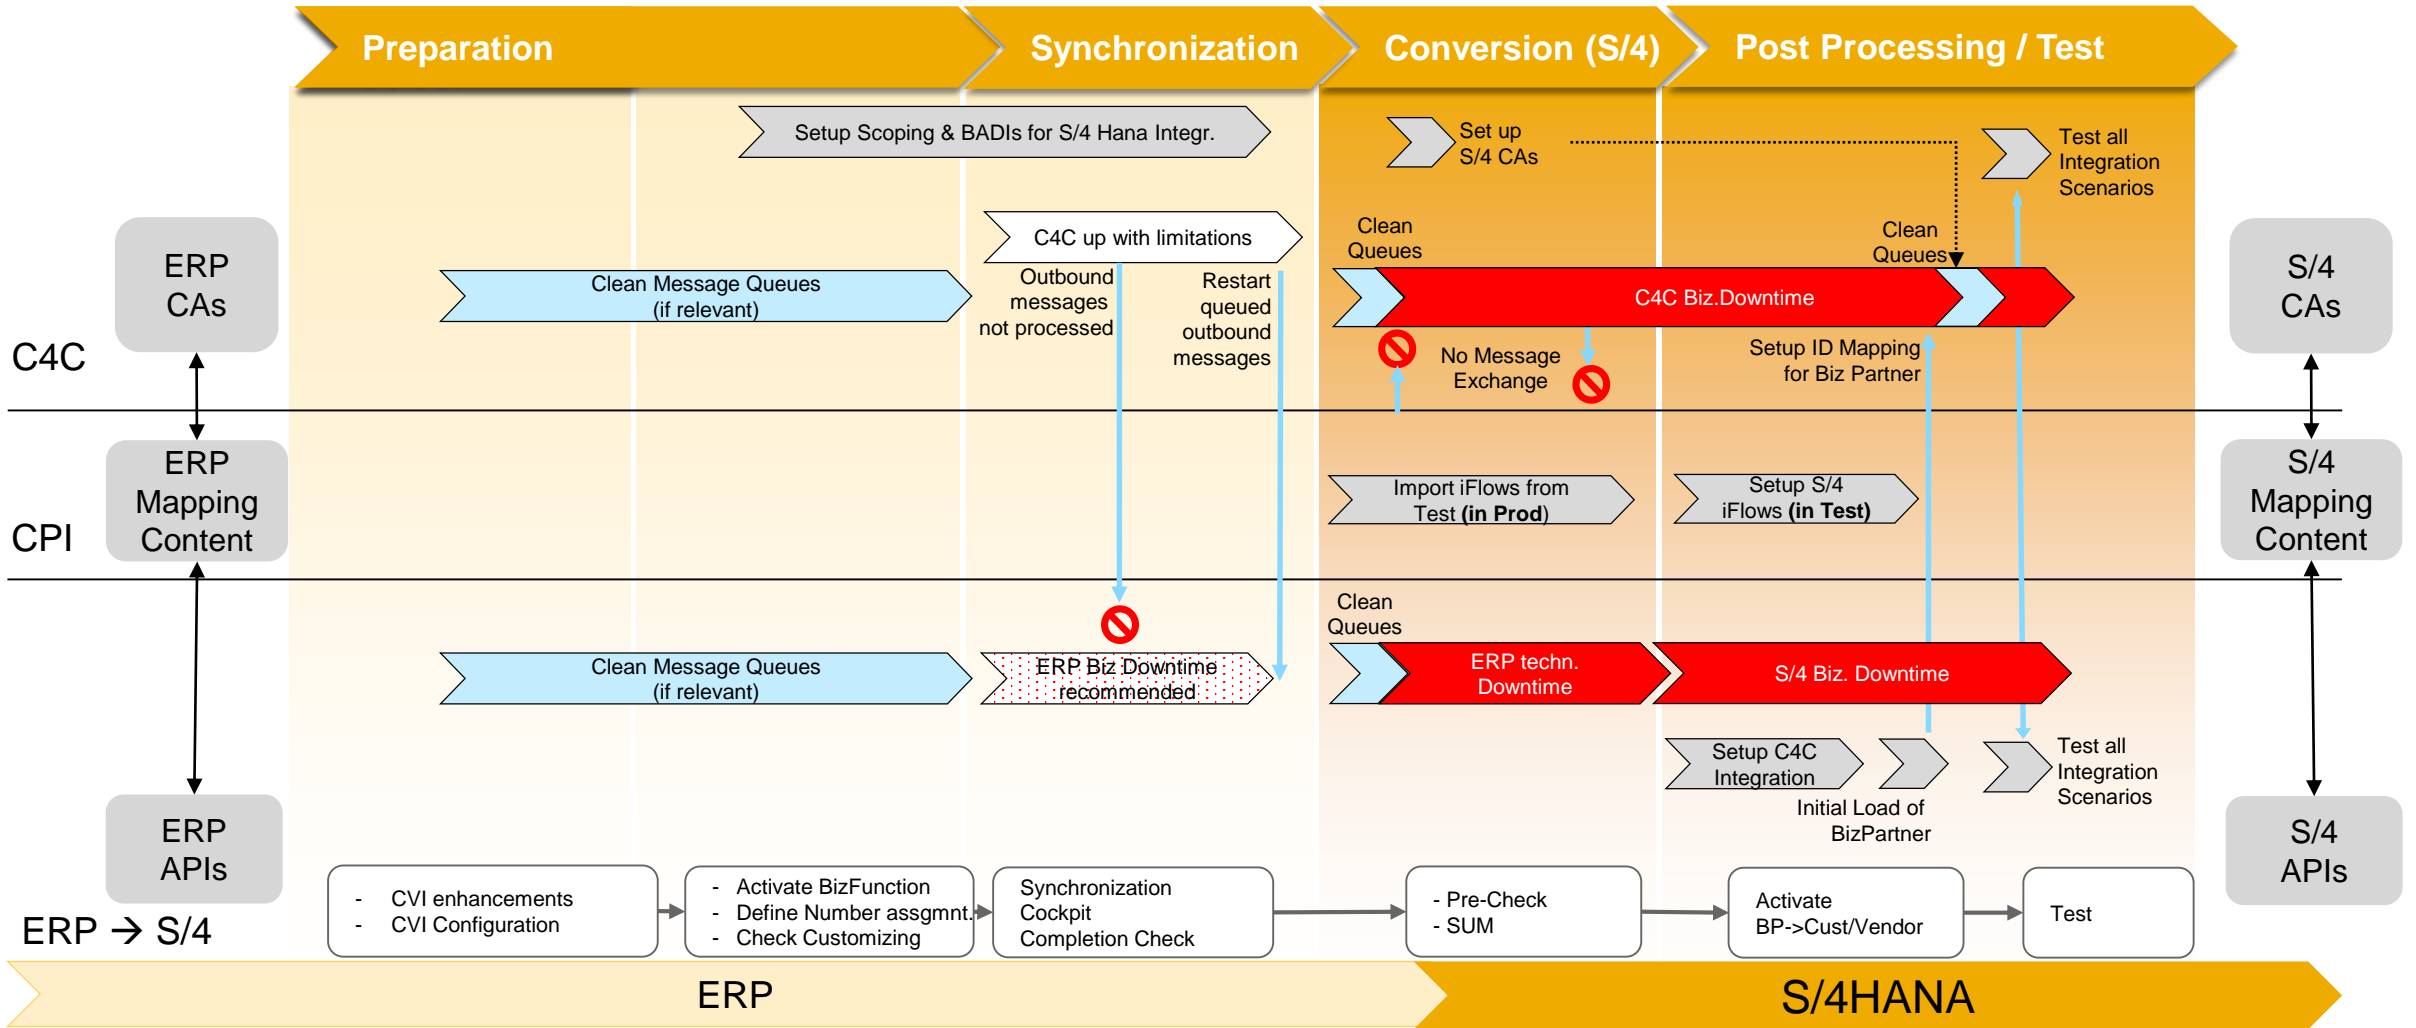 Preparation
Synchronization
Conversion (S/4)
Post Processing / Test
Setup Scoping & BADIs for S/4 Hana Integr.
Set up
S/4 CAs
Test all
Integration
Scenarios
ERP
CAs
C4C up with limitations
Clean
Queues
Clean
Queues
S/4
CAs
Clean Message Queues
(if relevant)
Outbound
messages
not processed
Restart
queued
outbound
messages
C4C Biz.Downtime
C4C
No Message
Exchange
Setup ID Mapping
for Biz Partner
ERP
Mapping
Content
CPI
Import iFlows from
Test (in Prod)
Setup S/4
iFlows (in Test)
S/4
Mapping
Content
Clean
Queues
Clean Message Queues
(if relevant)
ERP Biz Downtime
recommended
ERP techn.
Downtime
S/4 Biz. Downtime
Setup C4C
Integration
Initial Load of
BizPartner
Test all
Integration
Scenarios
ERP
APIs
S/4
APIs
ERP → S/4
- CVI enhancements
- CVI Configuration
- Activate BizFunction
- Define Number assgmnt.
- Check Customizing
Synchronization
Cockpit
Completion Check
- Pre-Check
- SUM
Activate
BP->Cust/Vendor
Test
ERP
S/4HANA